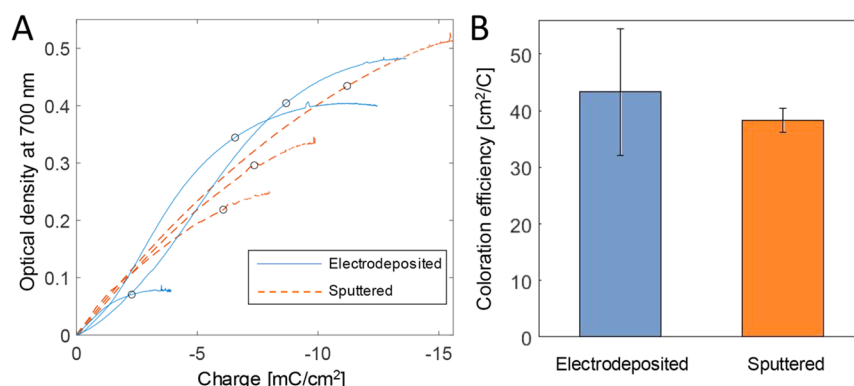 A
Optical density at 700 nm
0.5
0.4
0.3
0.2
0.1
0
0
-5
-10
-15
Charge [mC/cm²]
Electrodeposited
Sputtered
B
Coloration efficiency [cm²/C]
60
50
40
30
20
10
0
Electrodeposited
Sputtered